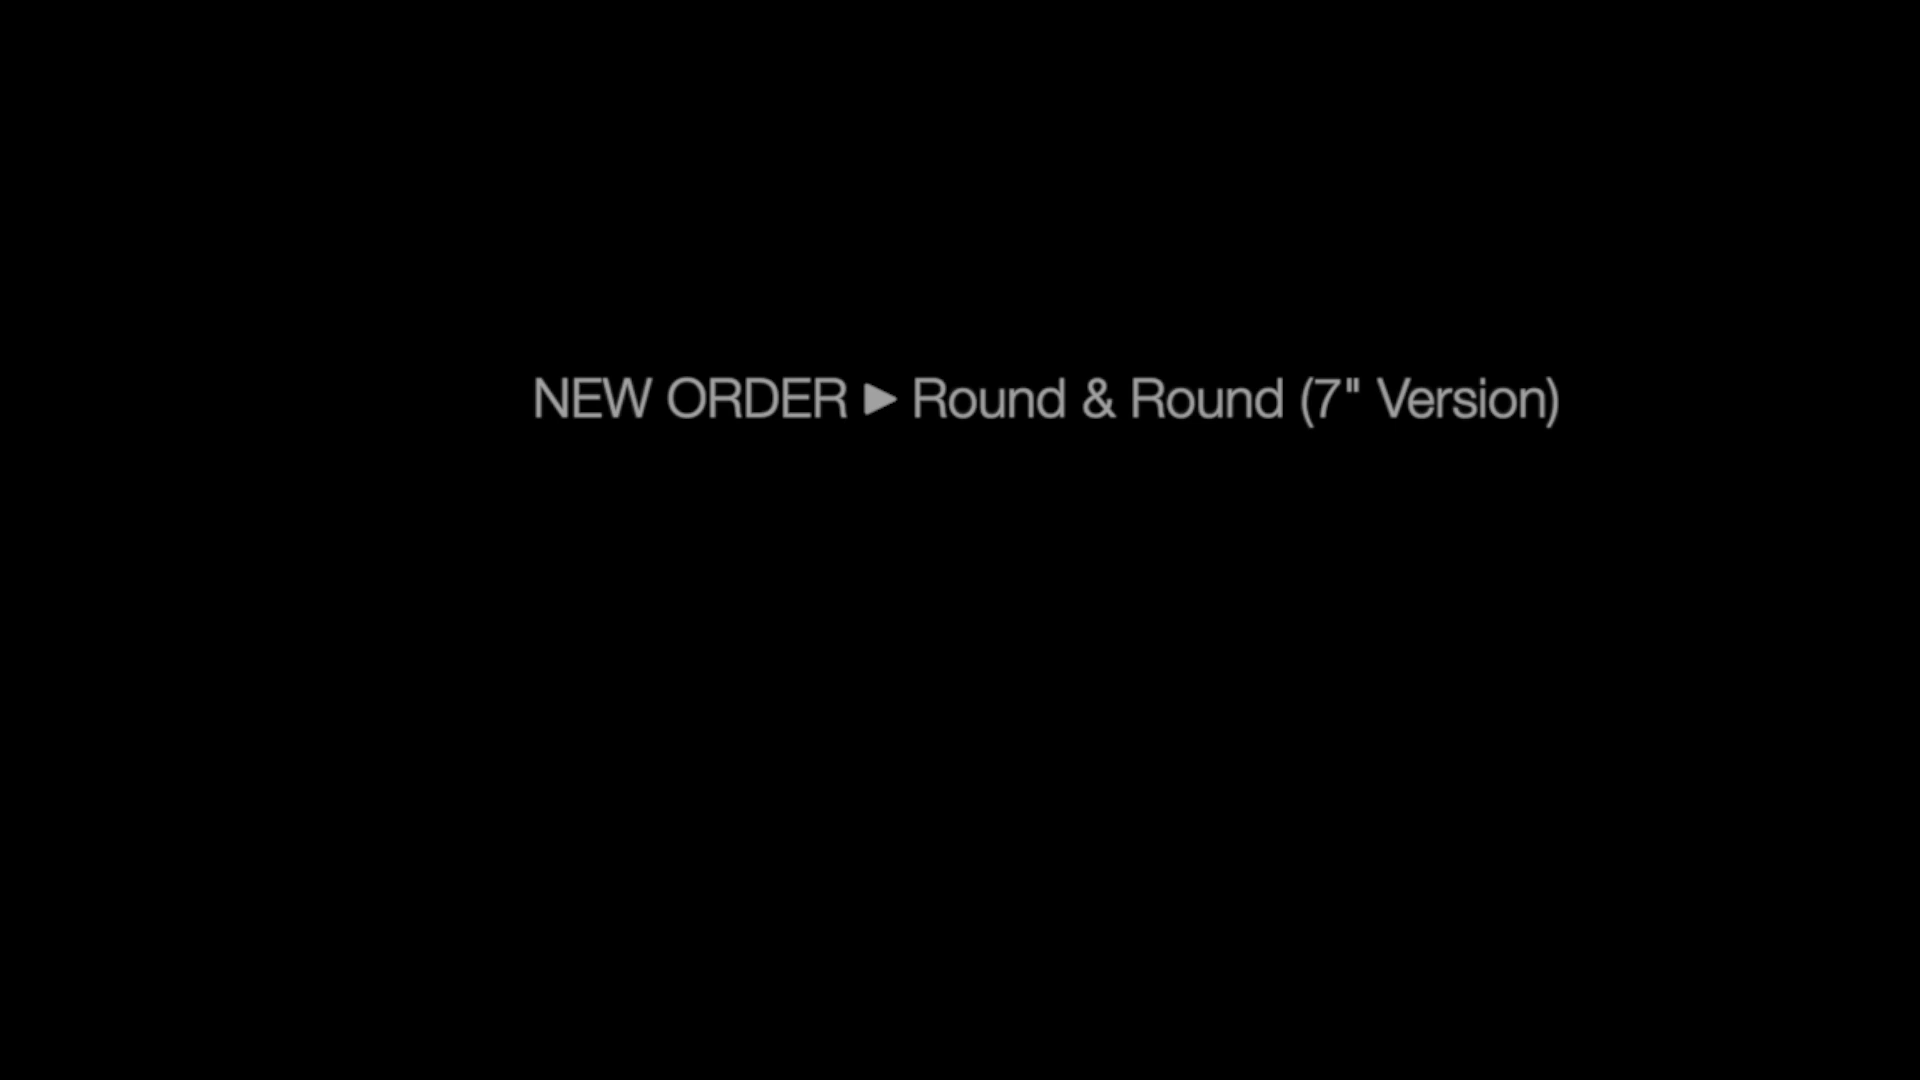 NEW ORDER ► Round & Round (7" Version)